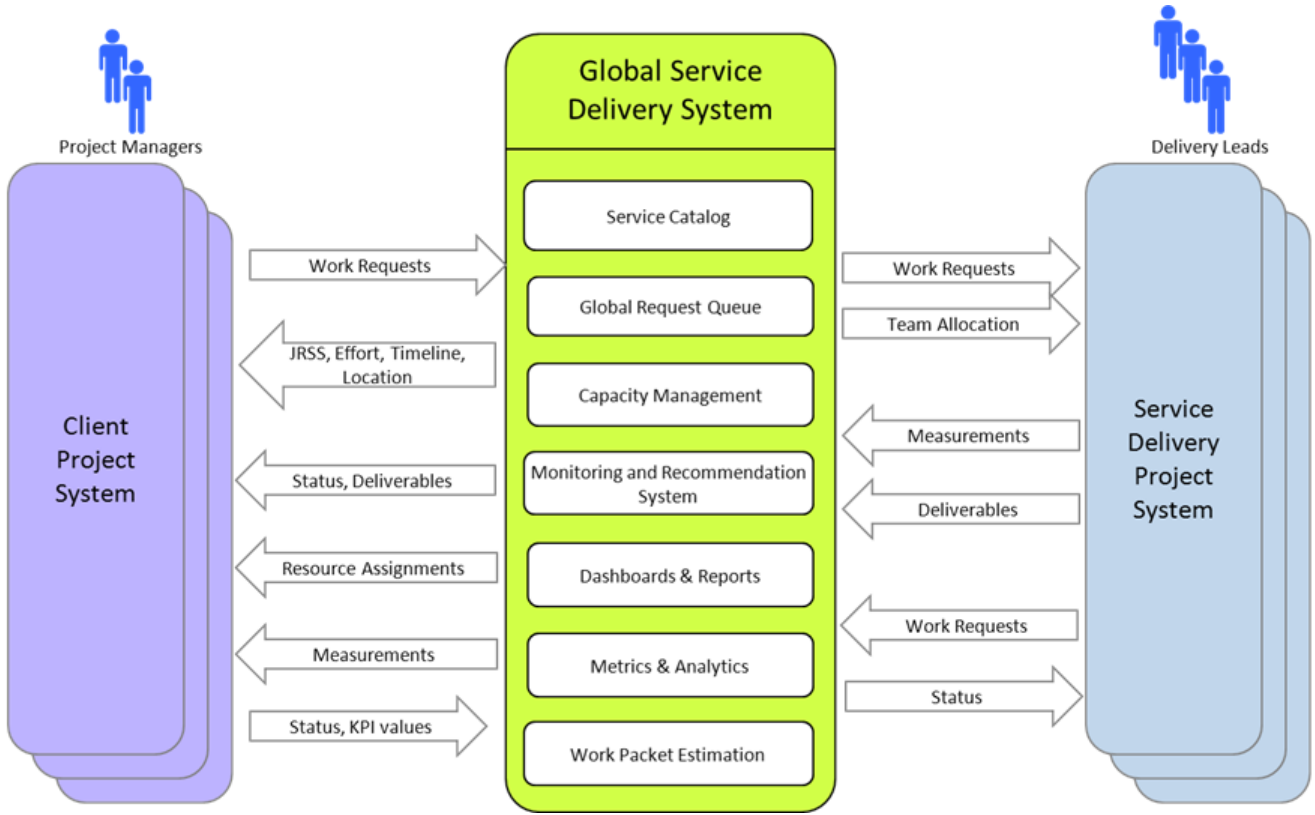 Project Managers
Client
Project
System
Work Requests
JRSS, Effort, Timeline,
Location
Status, Deliverables
Resource Assignments
Measurements
Status, KPI values
Global Service
Delivery System
Service Catalog
Global Request Queue
Capacity Management
Monitoring and Recommendation
System
Dashboards & Reports
Metrics & Analytics
Work Packet Estimation
Work Requests
Team Allocation
Measurements
Deliverables
Work Requests
Status
Delivery Leads
Service
Delivery
Project
System